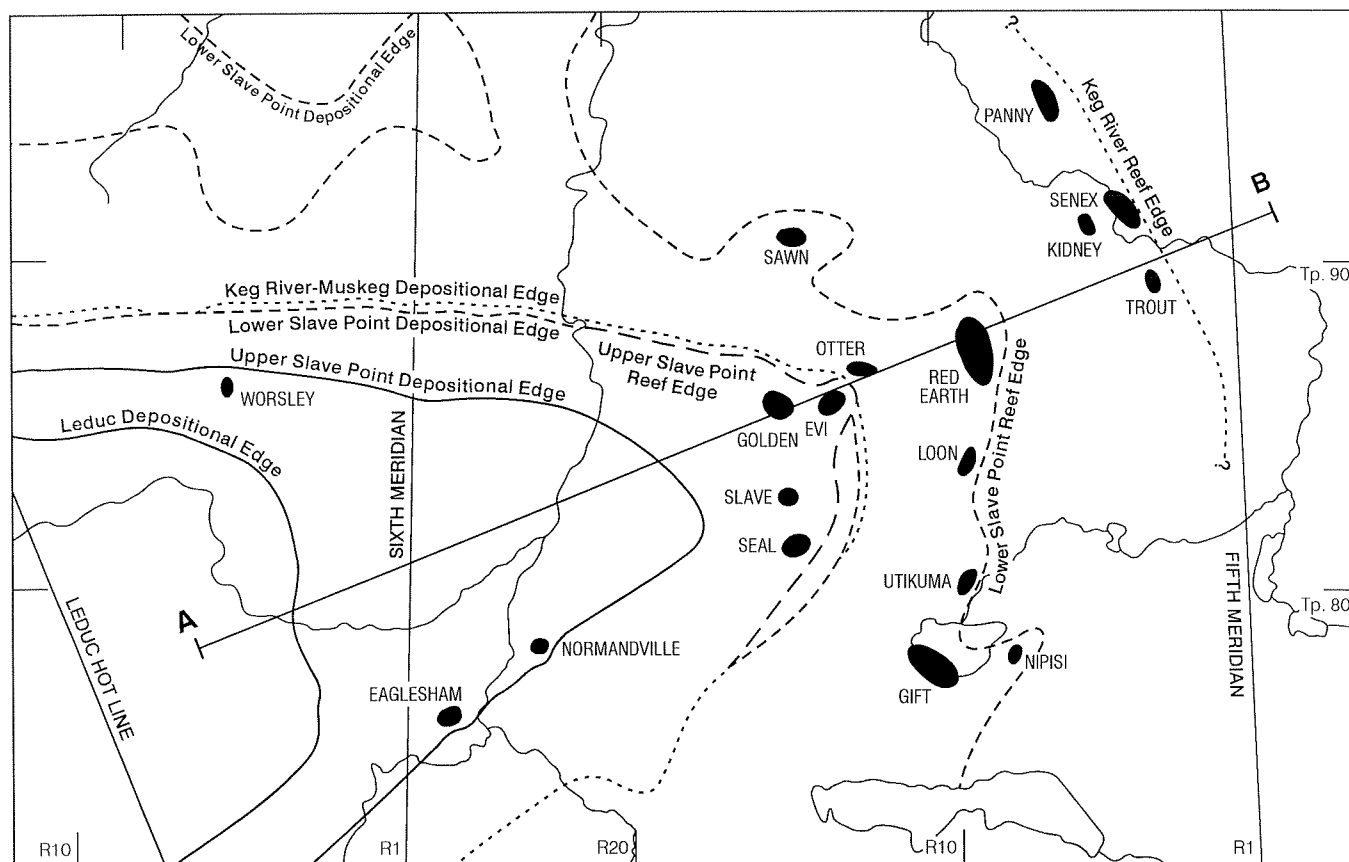 Lower Slave Point Depositional Edge
?
PANNY
Keg River Reef Edge
SENEX
KIDNEY
B
SAWN
Tp. 90
TROUT
Keg River-Muskeg Depositional Edge
Lower Slave Point Depositional Edge
Upper Slave Point
Reef Edge
OTTER
Upper Slave Point Depositional Edge
WORSLEY
RED
EARTH
Leduc Depositional Edge
GOLDEN
EVI
Lower Slave Point Reef Edge
LOON
?
SIXTH MERIDIAN
SLAVE
SEAL
UTIKUMA
FIFTH MERIDIAN
Tp. 80
A
LEDUC HOT LINE
NORMANDVILLE
NIPISI
EAGLESHAM
GIFT
R10
R1
R20
R10
R1